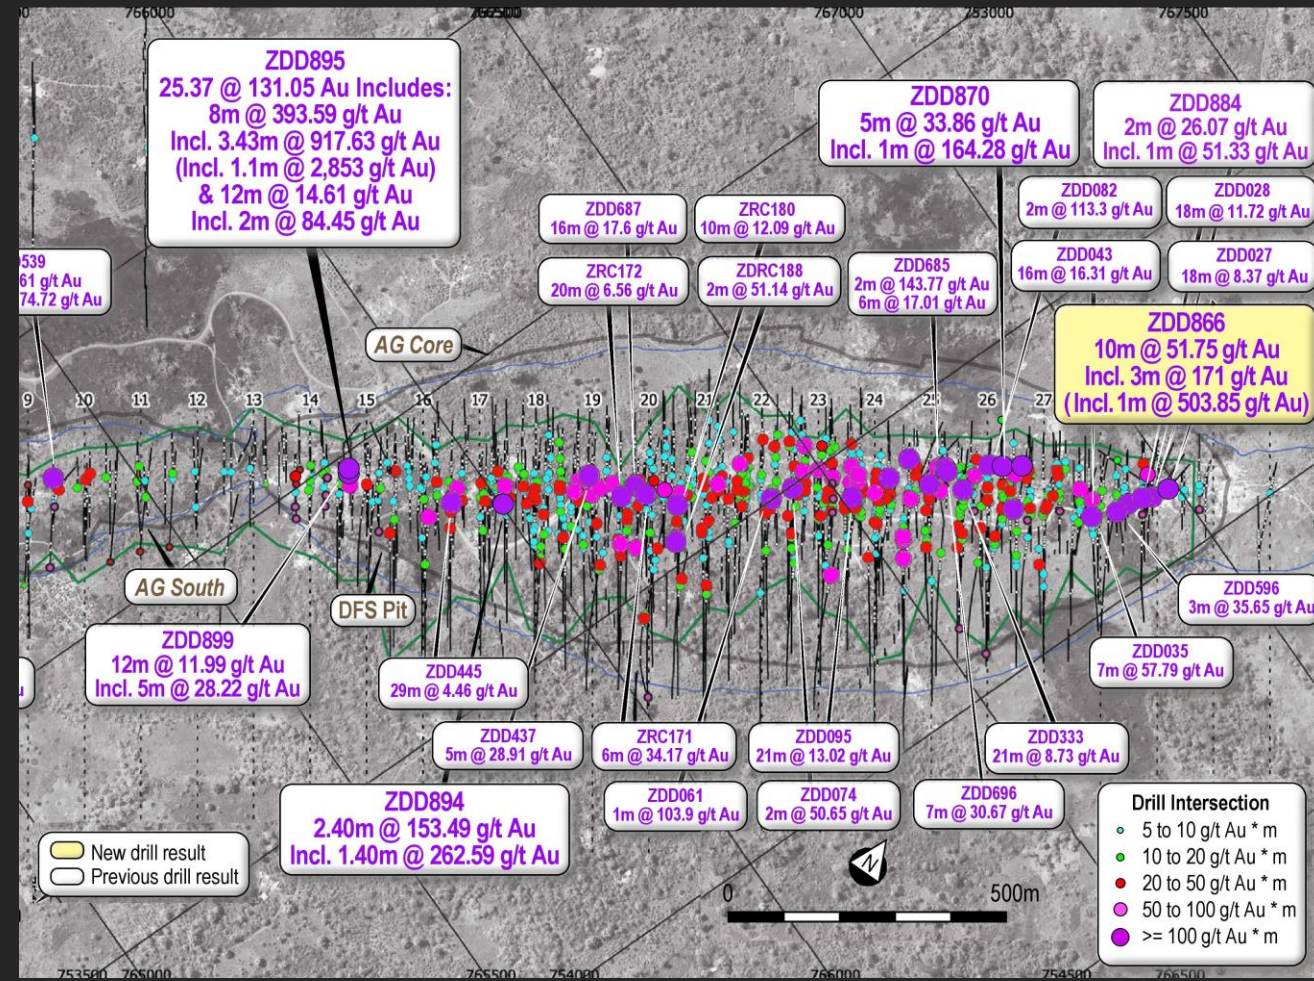 766000
767000
753000
767500
ZDD895
25.37 @ 131.05 Au Includes:
8m @ 393.59 g/t Au
Incl. 3.43m @ 917.63 g/t Au
(Incl. 1.1m @ 2,853 g/t Au)
& 12m @ 14.61 g/t Au
Incl. 2m @ 84.45 g/t Au
ZDD870
5m @ 33.86 g/t Au
Incl. 1m @ 164.28 g/t Au
ZDD884
2m @ 26.07 g/t Au
Incl. 1m @ 51.33 g/t Au
ZDD687
16m @ 17.6 g/t Au
ZRC180
10m @ 12.09 g/t Au
ZDD082
2m @ 113.3 g/t Au
ZDD028
18m @ 11.72 g/t Au
539
61 g/t Au
74.72 g/t Au
ZRC172
20m @ 6.56 g/t Au
ZDRC188
2m @ 51.14 g/t Au
ZDD685
2m @ 143.77 g/t Au
6m @ 17.01 g/t Au
ZDD043
16m @ 16.31 g/t Au
ZDD027
18m @ 8.37 g/t Au
ZDD866
10m @ 51.75 g/t Au
Incl. 3m @ 171 g/t Au
(Incl. 1m @ 503.85 g/t Au)
AG Core
9 10 11 12 13 14 15 16 17 18 19 20 21 22 23 24 25 26 27
AG South
DFS Pit
ZDD596
3m @ 35.65 g/t Au
ZDD899
12m @ 11.99 g/t Au
Incl. 5m @ 28.22 g/t Au
ZDD445
29m @ 4.46 g/t Au
ZDD035
7m @ 57.79 g/t Au
ZDD437
5m @ 28.91 g/t Au
ZRC171
6m @ 34.17 g/t Au
ZDD095
21m @ 13.02 g/t Au
ZDD333
21m @ 8.73 g/t Au
ZDD894
2.40m @ 153.49 g/t Au
Incl. 1.40m @ 262.59 g/t Au
ZDD061
1m @ 103.9 g/t Au
ZDD074
2m @ 50.65 g/t Au
ZDD696
7m @ 30.67 g/t Au
New drill result
Previous drill result
N
0 500m
Drill Intersection
5 to 10 g/t Au * m
10 to 20 g/t Au * m
20 to 50 g/t Au * m
50 to 100 g/t Au * m
>= 100 g/t Au * m
753500
765000
765500
754000
766000
754500
766500